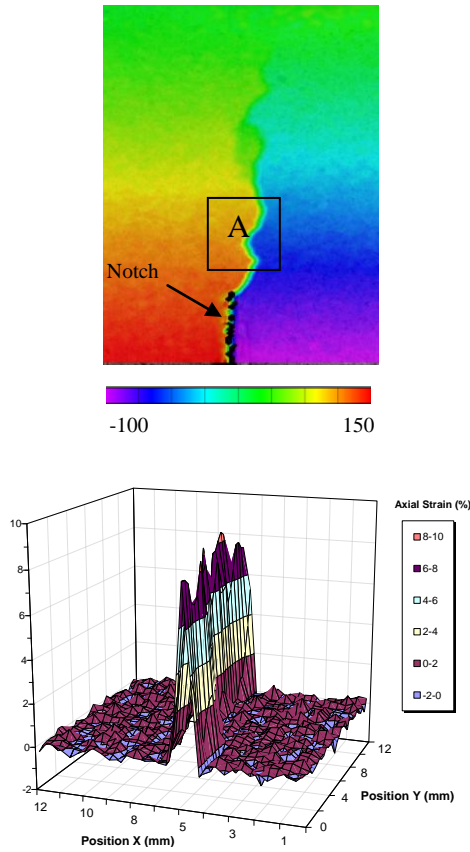 A
Notch
-100 150
Axial Strain (%)
8-10
6-8
4-6
2-4
0-2
-2-0
10
8
6
4
2
0
-2
12 10 8 5 3 1
Position X (mm)
0 4 8 12
Position Y (mm)